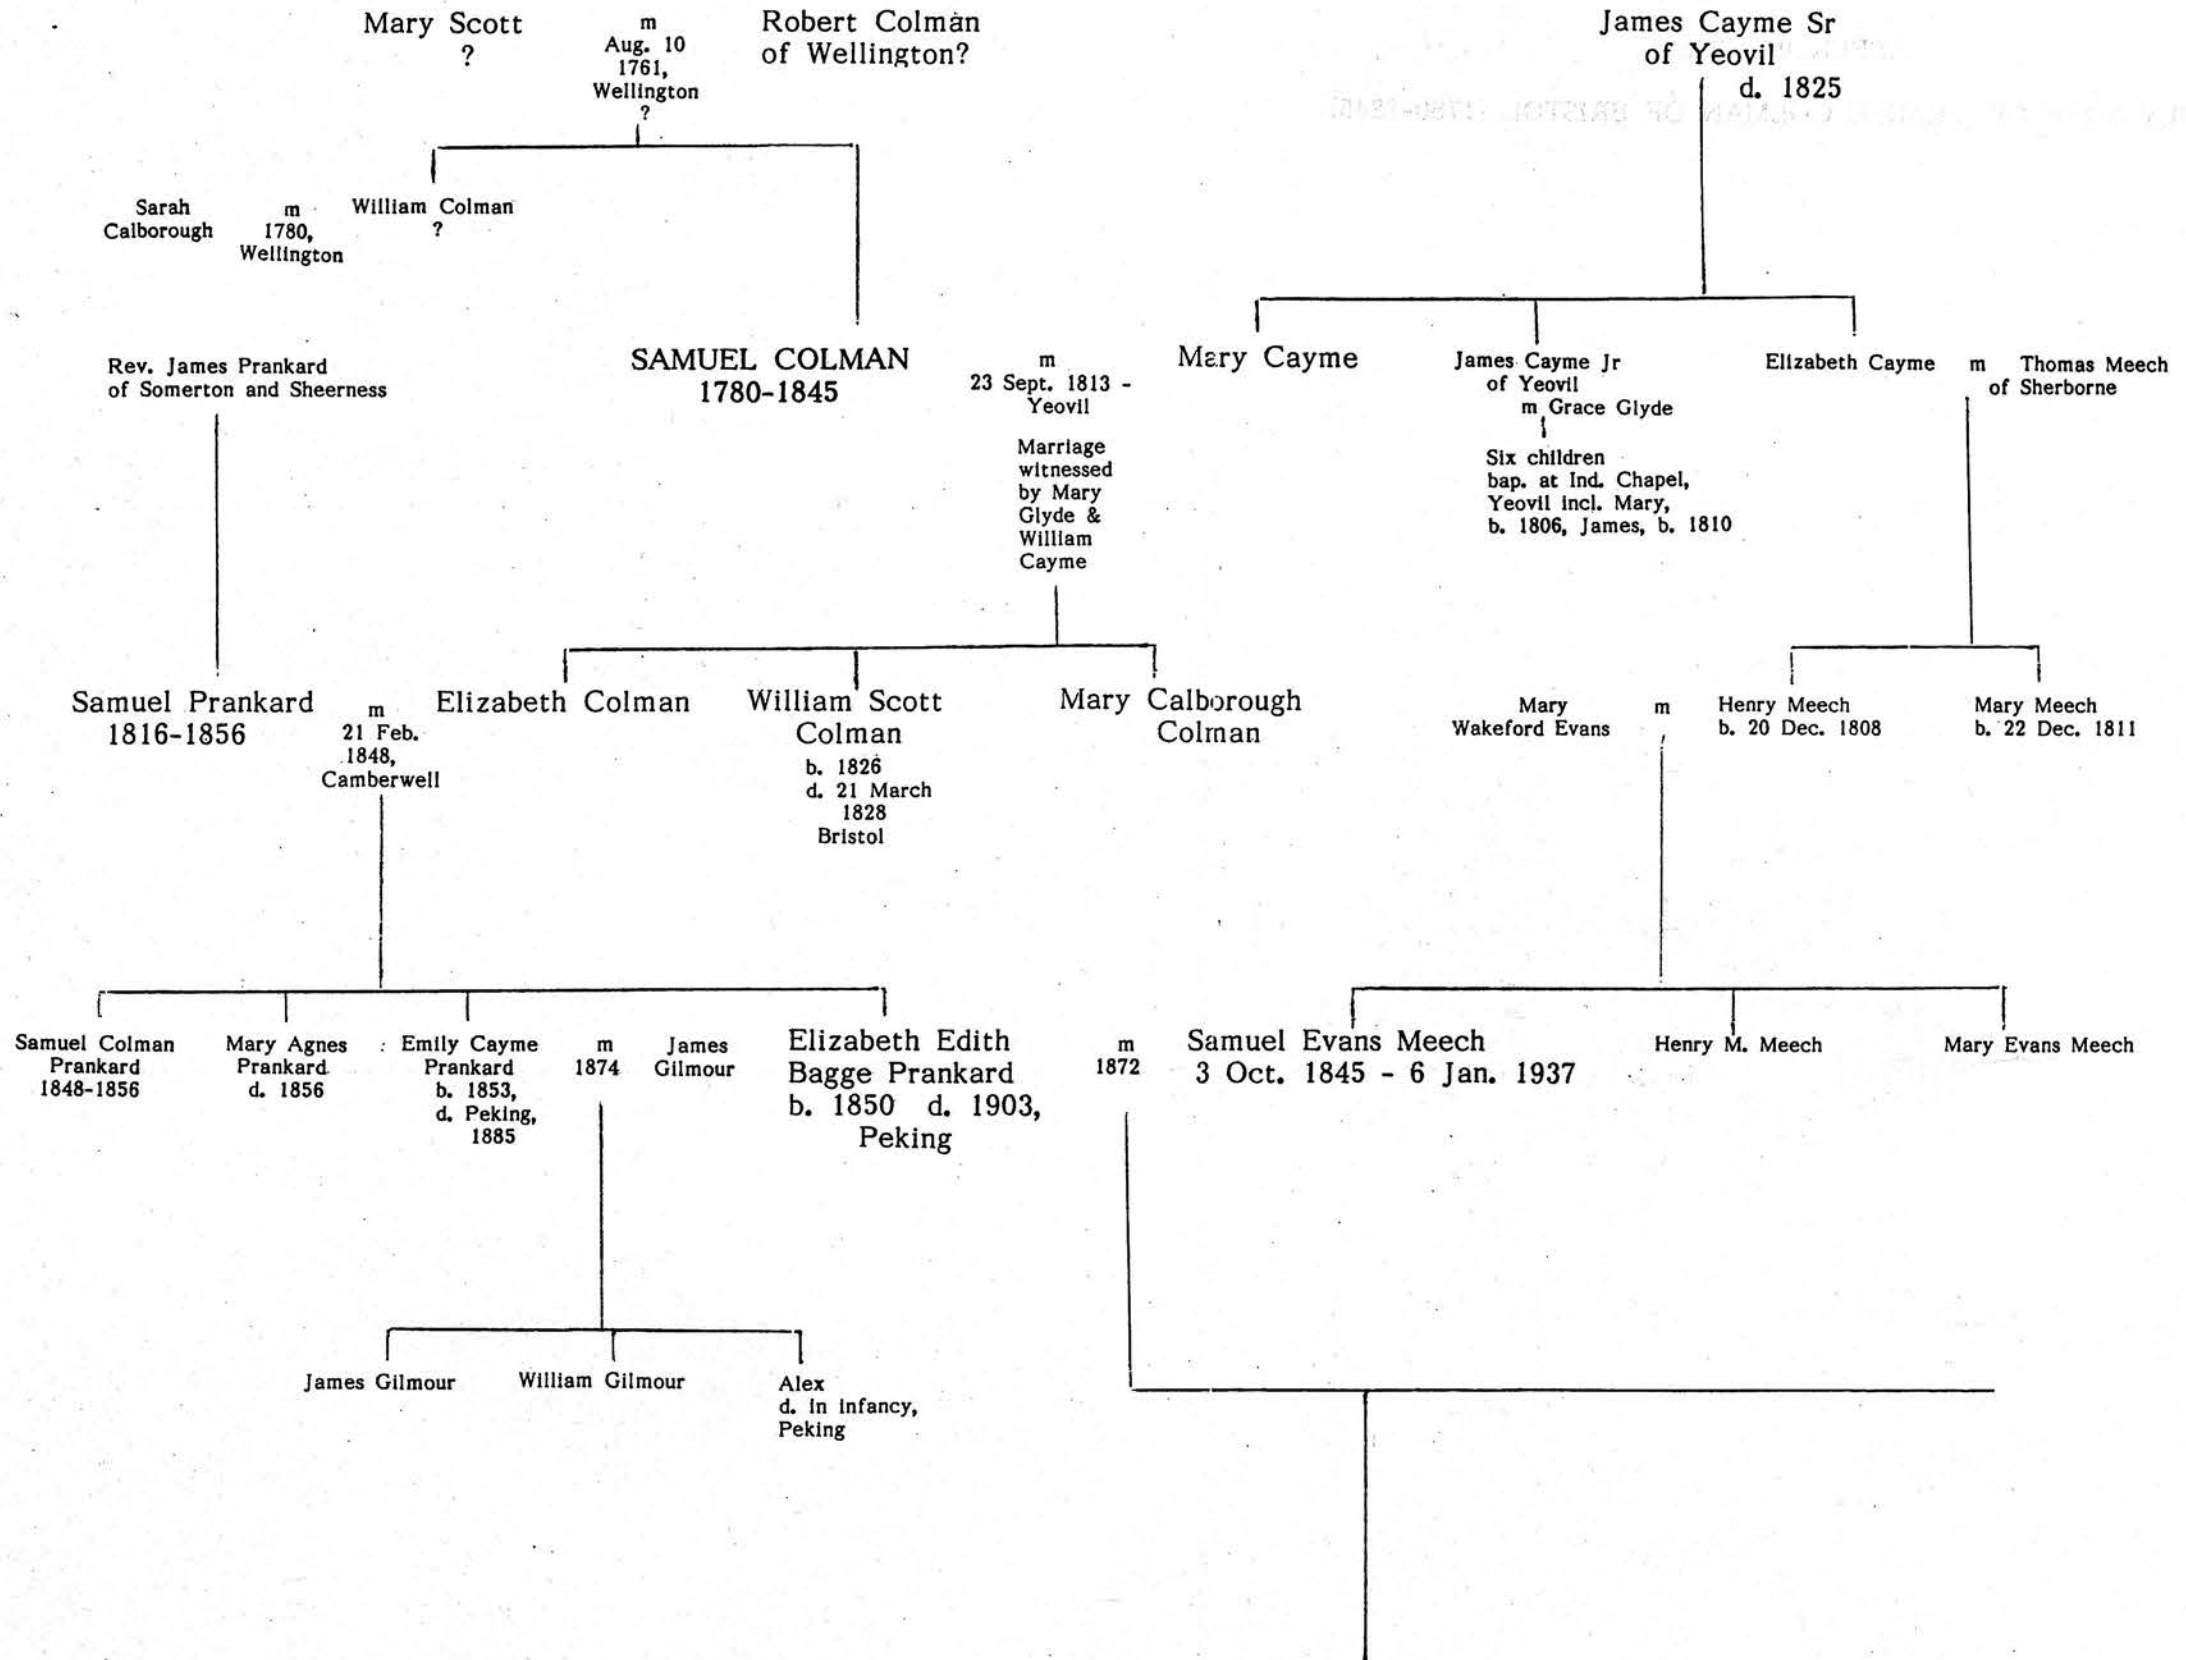 Mary Scott
?
m
Aug. 10
1761,
Wellington
?
Robert Colman
of Wellington?
James Cayme Sr
of Yeovil
d. 1825
Sarah
Calborough
m
1780,
Wellington
William Colman
?
Rev. James Prankard
of Somerton and Sheerness
SAMUEL COLMAN
1780-1845
m
23 Sept. 1813 -
Yeovil
Marriage
witnessed
by Mary
Glyde &
William
Cayme
Mary Cayme
James Cayme Jr
of Yeovil
m Grace Glyde
Six children
bap. at Ind. Chapel,
Yeovil incl. Mary,
b. 1806, James, b. 1810
Elizabeth Cayme
m
Thomas Meech
of Sherborne
Samuel Prankard
1816-1856
m
21 Feb.
1848,
Camberwell
Elizabeth Colman
William Scott
Colman
b. 1826
d. 21 March
1828
Bristol
Mary Calborough
Colman
Mary
Wakeford Evans
m
Henry Meech
b. 20 Dec. 1808
Mary Meech
b. 22 Dec. 1811
Samuel Colman
Prankard
1848-1856
Mary Agnes
Prankard
d. 1856
Emily Cayme
Prankard
b. 1853,
d. Peking,
1885
m
1874
James
Gilmour
Elizabeth Edith
Bagge Prankard
b. 1850 d. 1903,
Peking
m
1872
Samuel Evans Meech
3 Oct. 1845 - 6 Jan. 1937
Henry M. Meech
Mary Evans Meech
James Gilmour
William Gilmour
Alex
d. in infancy,
Peking